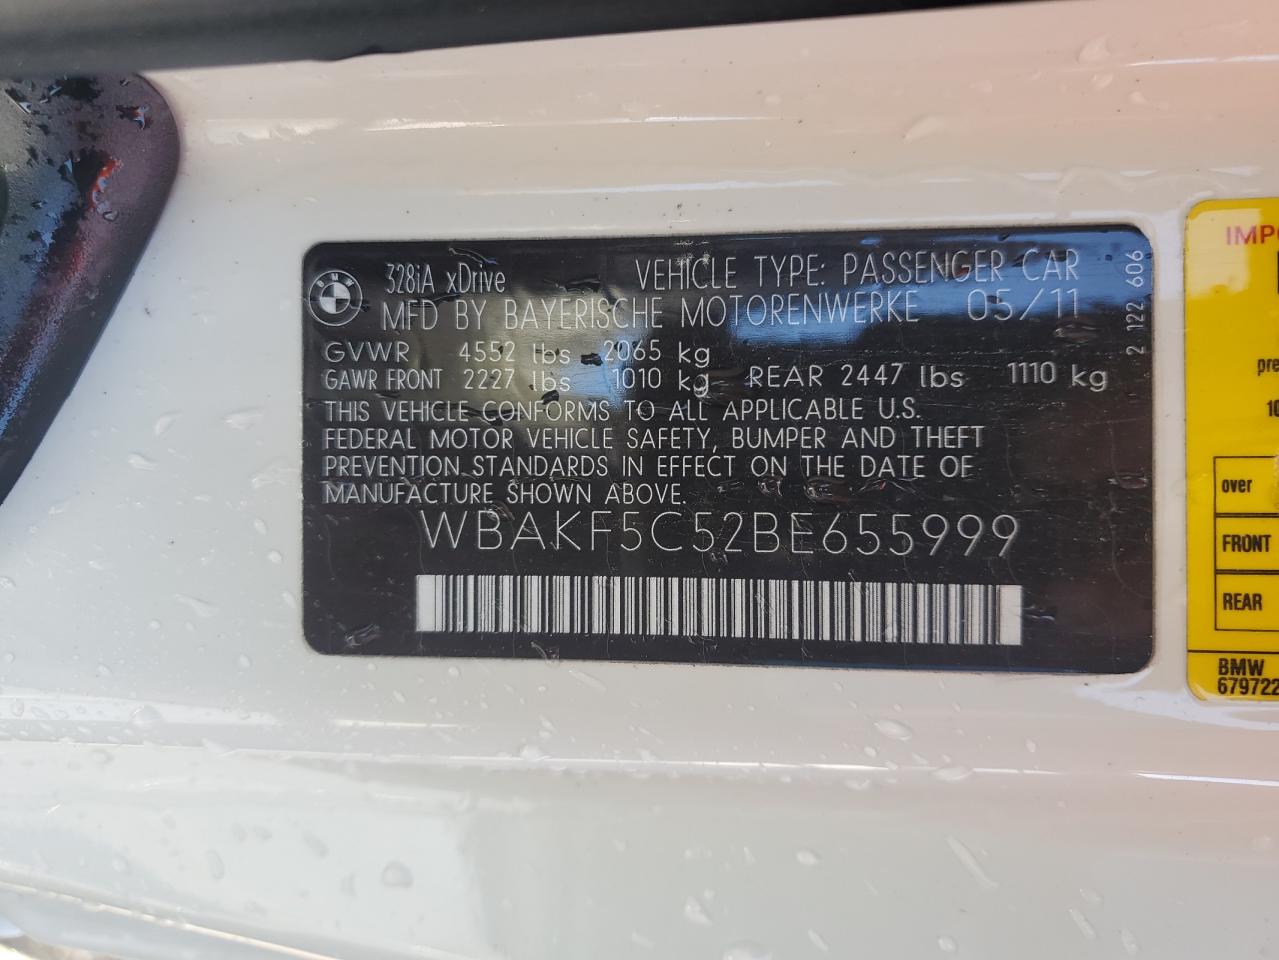 328iA xDrive VEHICLE TYPE: PASSENGER CAR
MFD BY BAYERISCHE MOTORENWERKE 05/11
GVWR 4552 lbs 2065 kg
GAWR FRONT 2227 lbs 1010 kg REAR 2447 lbs 1110 kg
THIS VEHICLE CONFORMS TO ALL APPLICABLE U.S.
FEDERAL MOTOR VEHICLE SAFETY, BUMPER AND THEFT
PREVENTION STANDARDS IN EFFECT ON THE DATE OF
MANUFACTURE SHOWN ABOVE.
WBAKF5C52BE655999
2 122 606
BMW
over
FRONT
REAR
BMW